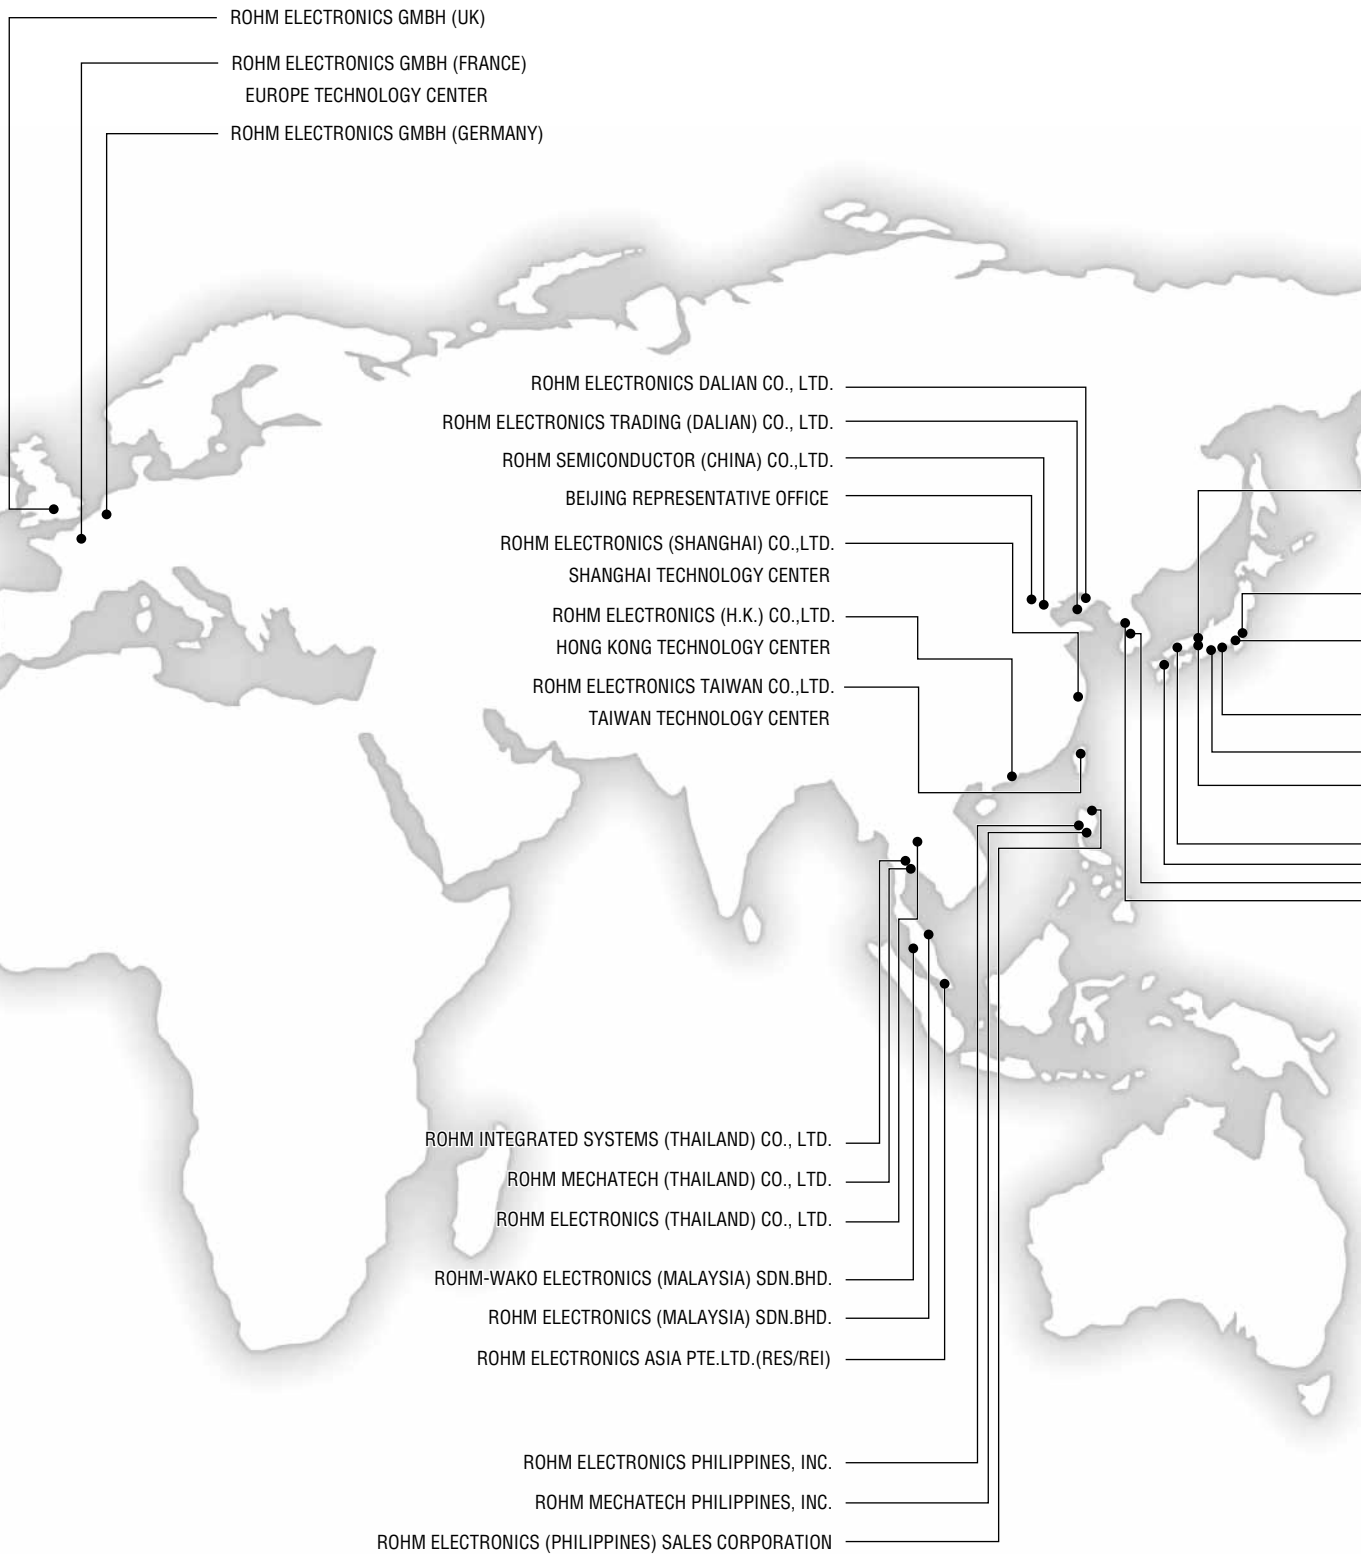 ROHM ELECTRONICS GMBH (UK)
ROHM ELECTRONICS GMBH (FRANCE)
EUROPE TECHNOLOGY CENTER
ROHM ELECTRONICS GMBH (GERMANY)
ROHM ELECTRONICS DALIAN CO., LTD.
ROHM ELECTRONICS TRADING (DALIAN) CO., LTD.
ROHM SEMICONDUCTOR (CHINA) CO.,LTD.
BEIJING REPRESENTATIVE OFFICE
ROHM ELECTRONICS (SHANGHAI) CO.,LTD.
SHANGHAI TECHNOLOGY CENTER
ROHM ELECTRONICS (H.K.) CO.,LTD.
HONG KONG TECHNOLOGY CENTER
ROHM ELECTRONICS TAIWAN CO.,LTD.
TAIWAN TECHNOLOGY CENTER
ROHM INTEGRATED SYSTEMS (THAILAND) CO., LTD.
ROHM MECHATECH (THAILAND) CO., LTD.
ROHM ELECTRONICS (THAILAND) CO., LTD.
ROHM-WAKO ELECTRONICS (MALAYSIA) SDN.BHD.
ROHM ELECTRONICS (MALAYSIA) SDN.BHD.
ROHM ELECTRONICS ASIA PTE.LTD.(RES/REI)
ROHM ELECTRONICS PHILIPPINES, INC.
ROHM MECHATECH PHILIPPINES, INC.
ROHM ELECTRONICS (PHILIPPINES) SALES CORPORATION